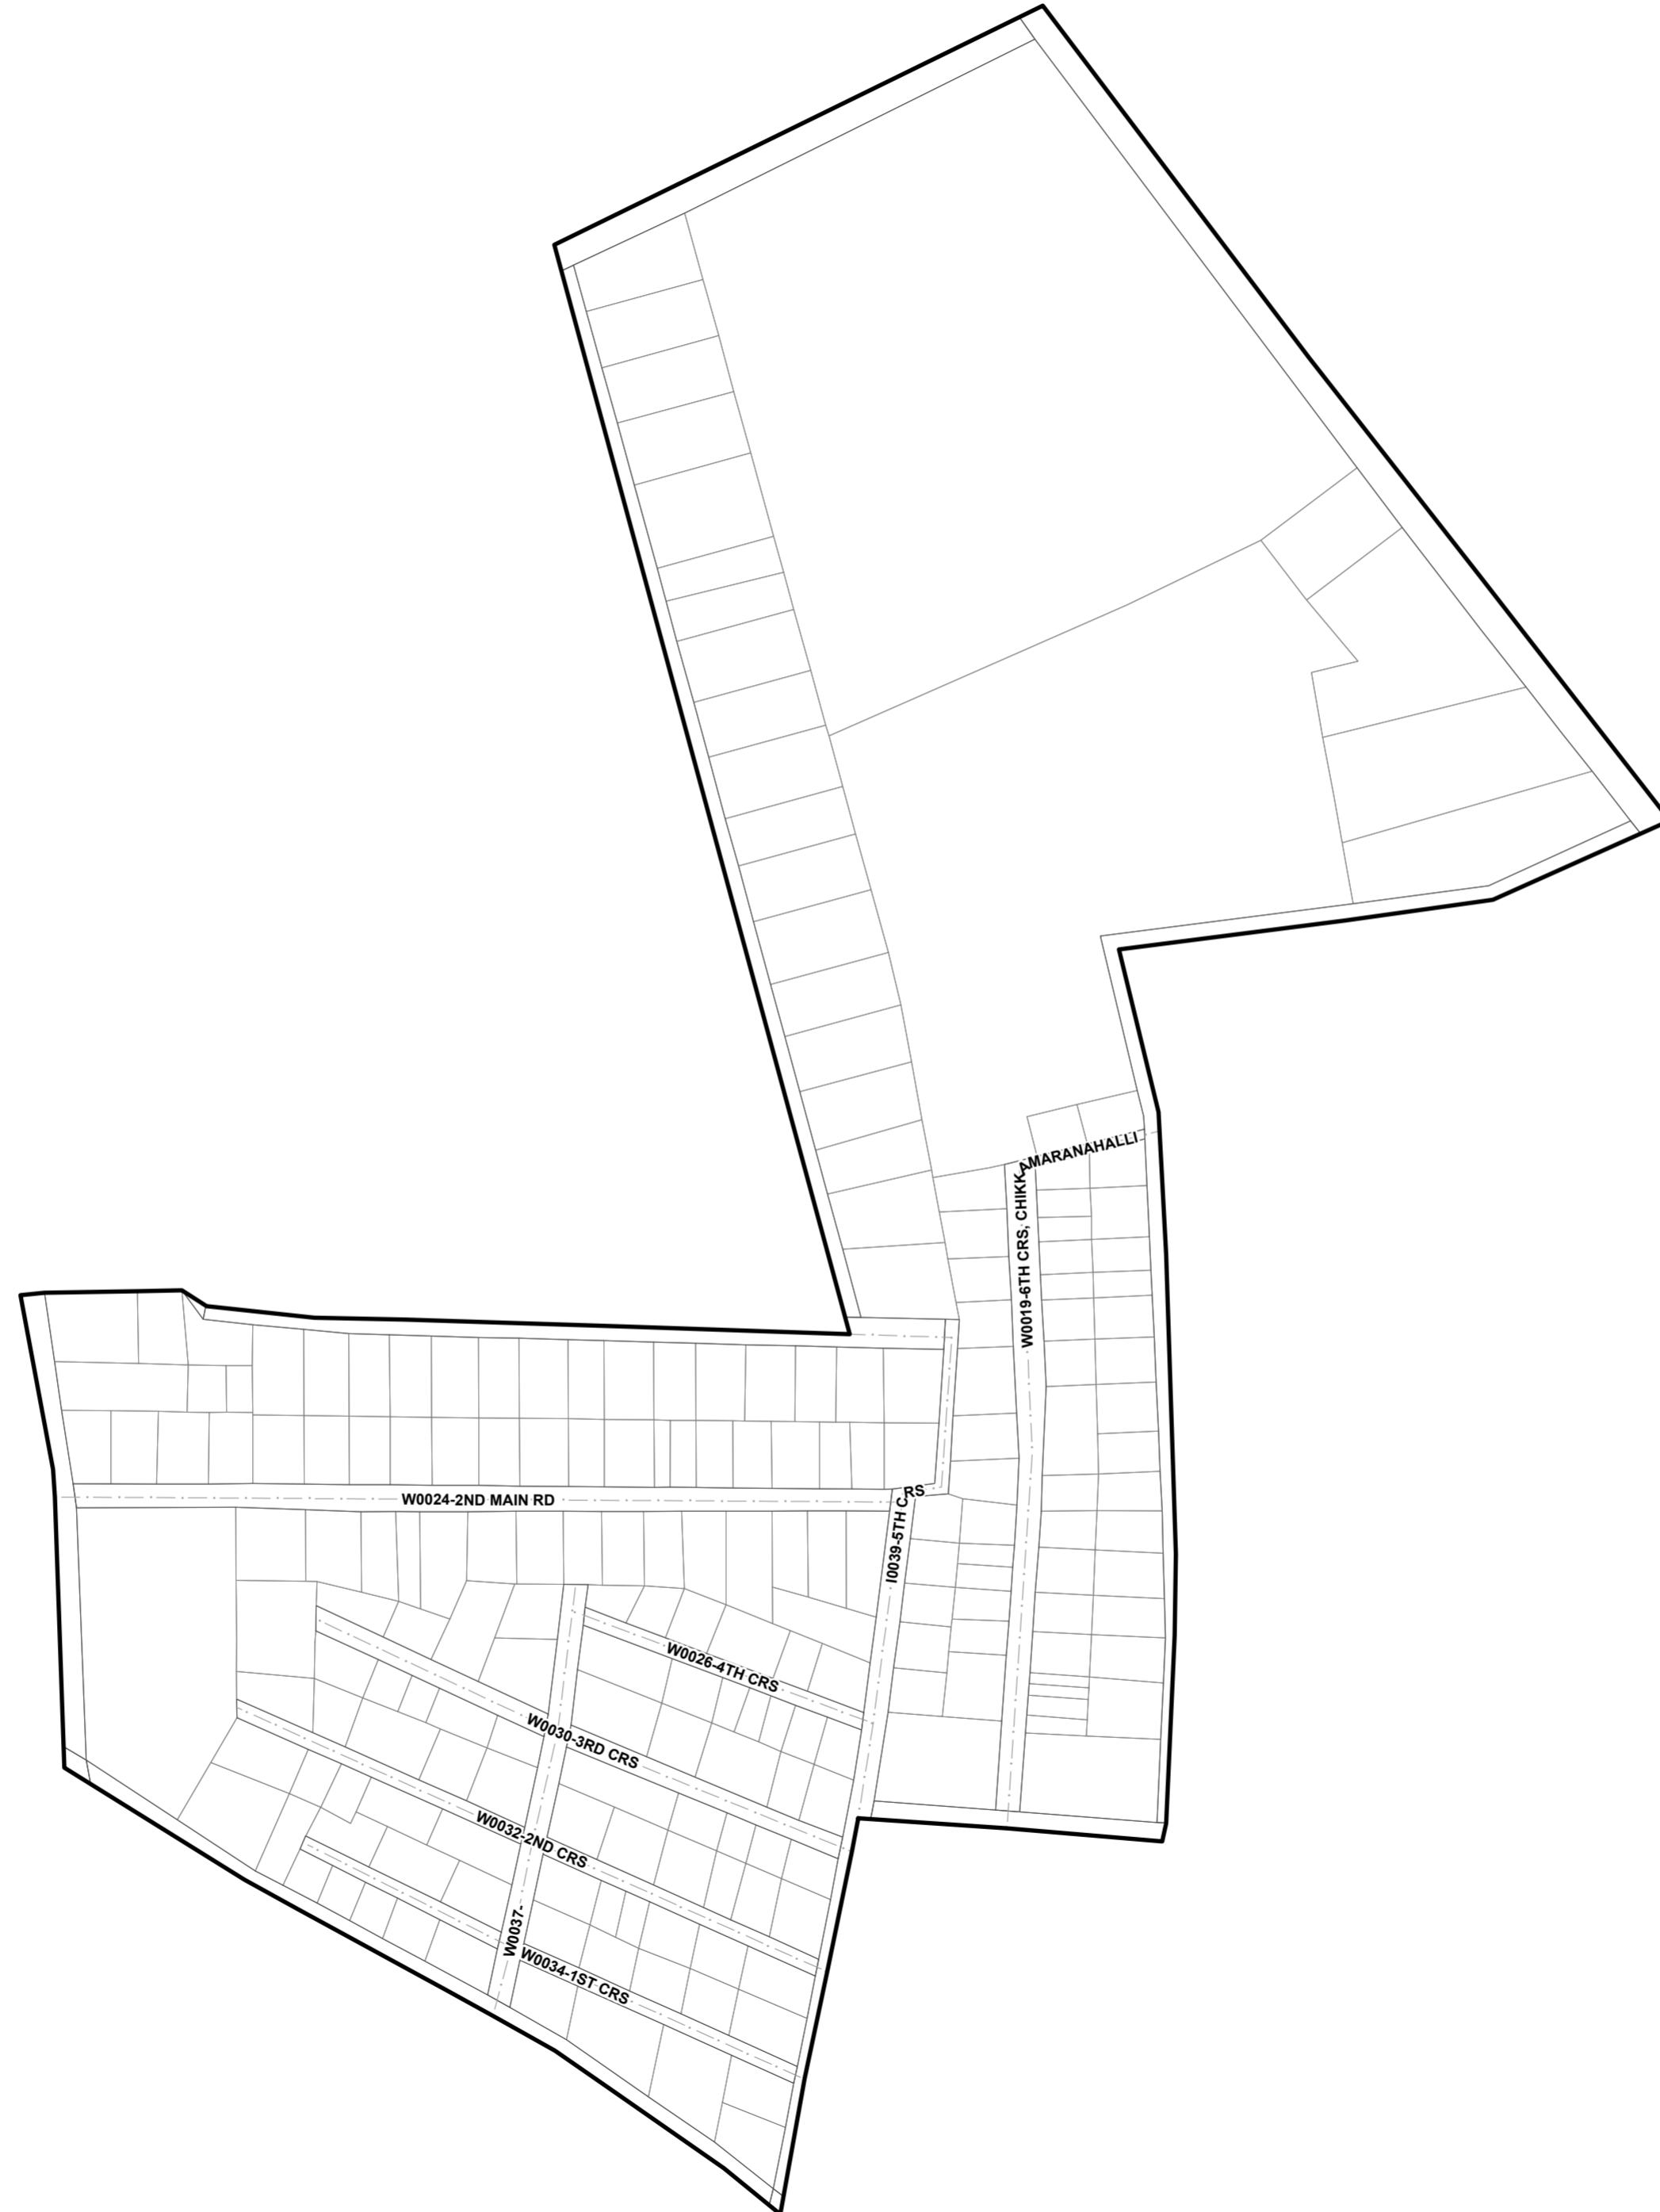 W0019-6TH CRS, CHIKKAMARANAHALLI
W0024-2ND MAIN RD
I0039-5TH CRS
W0026-4TH CRS
W0030-3RD CRS
W0032-2ND CRS
W0037-
W0034-1ST CRS